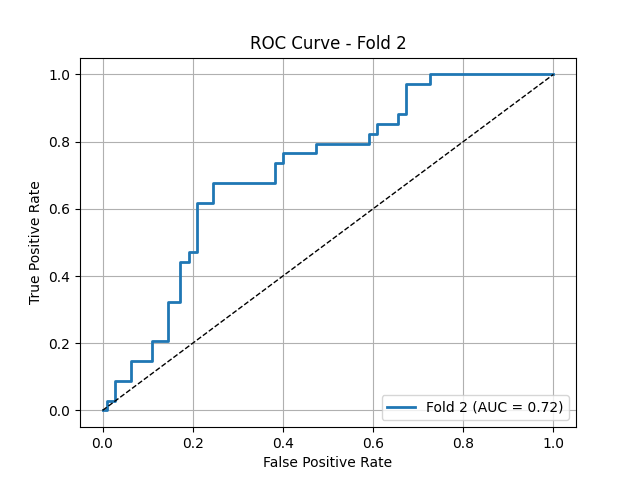 ROC Curve - Fold 2
1.0
0.8
0.6
0.4
0.2
0.0
True Positive Rate
Fold 2 (AUC = 0.72)
0.0 0.2 0.4 0.6 0.8 1.0
False Positive Rate